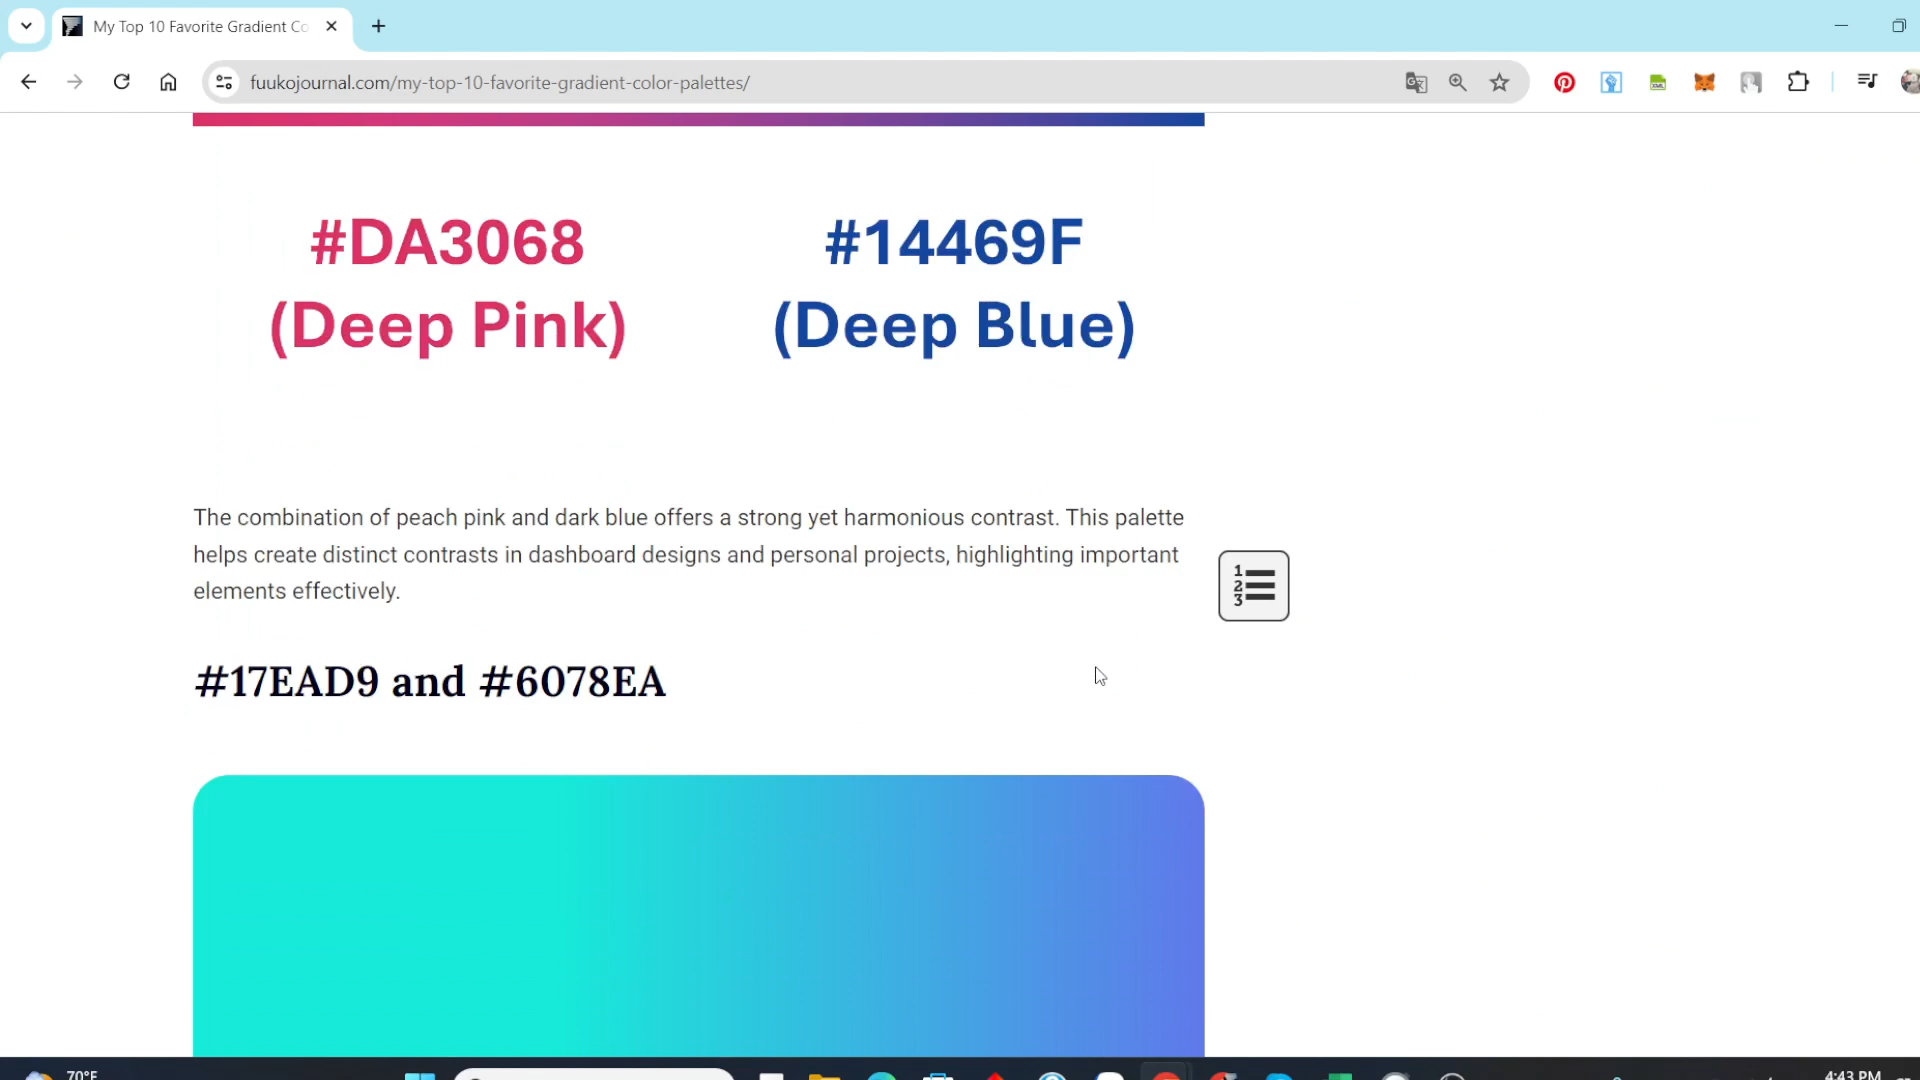 My Top 10 Favorite Gradient Co
fuukojournal.com/my-top-10-favorite-gradient-color-palettes/
#DA3068
(Deep Pink)
#14469F
(Deep Blue)
The combination of peach pink and dark blue offers a strong yet harmonious contrast. This palette
helps create distinct contrasts in dashboard designs and personal projects, highlighting important
elements effectively.
1
2
3
#17EAD9 and #6078EA
70°F
4:43 PM